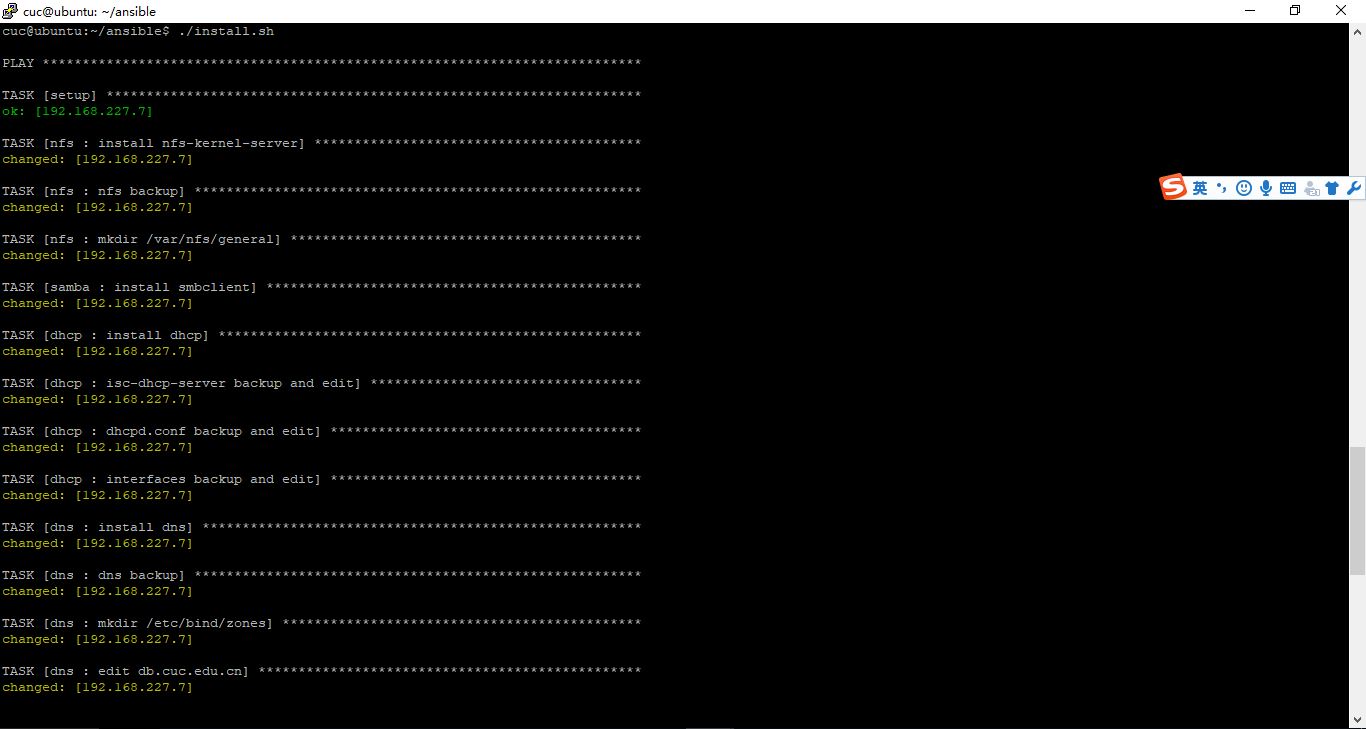 cuc@ubuntu: ~/ansible
cuc@ubuntu:~/ansible$ ./install.sh
PLAY ***************************************************************************
TASK [setup] *******************************************************************
ok: [192.168.227.7]
TASK [nfs : install nfs-kernel-server] *****************************************
changed: [192.168.227.7]
TASK [nfs : nfs backup] ********************************************************
changed: [192.168.227.7]
TASK [nfs : mkdir /var/nfs/general] ********************************************
changed: [192.168.227.7]
英
TASK [samba : install smbclient] ***********************************************
changed: [192.168.227.7]
TASK [dhcp : install dhcp] *****************************************************
changed: [192.168.227.7]
TASK [dhcp : isc-dhcp-server backup and edit] **********************************
changed: [192.168.227.7]
TASK [dhcp : dhcpd.conf backup and edit] ***************************************
changed: [192.168.227.7]
TASK [dhcp : interfaces backup and edit] ***************************************
changed: [192.168.227.7]
TASK [dns : install dns] *******************************************************
changed: [192.168.227.7]
TASK [dns : dns backup] ********************************************************
changed: [192.168.227.7]
TASK [dns : mkdir /etc/bind/zones] *********************************************
changed: [192.168.227.7]
TASK [dns : edit db.cuc.edu.cn] ************************************************
changed: [192.168.227.7]